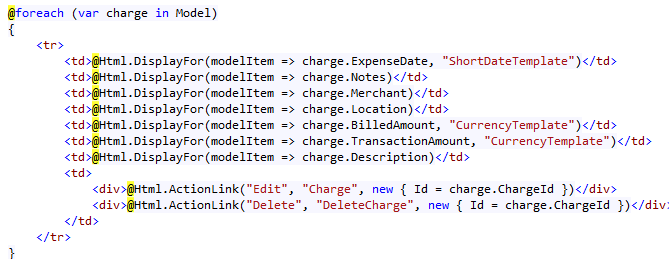 @foreach (var charge in Model)
{
<tr>
<td>@Html.DisplayFor(modelItem => charge.ExpenseDate, "ShortDateTemplate")</td>
<td>@Html.DisplayFor(modelItem => charge.Notes)</td>
<td>@Html.DisplayFor(modelItem => charge.Merchant)</td>
<td>@Html.DisplayFor(modelItem => charge.Location)</td>
<td>@Html.DisplayFor(modelItem => charge.BilledAmount, "CurrencyTemplate")</td>
<td>@Html.DisplayFor(modelItem => charge.TransactionAmount, "CurrencyTemplate")</td>
<td>@Html.DisplayFor(modelItem => charge.Description)</td>
<td>
<div>@Html.ActionLink("Edit", "Charge", new { Id = charge.ChargeId })</div>
<div>@Html.ActionLink("Delete", "DeleteCharge", new { Id = charge.ChargeId })</div>
</td>
</tr>
}